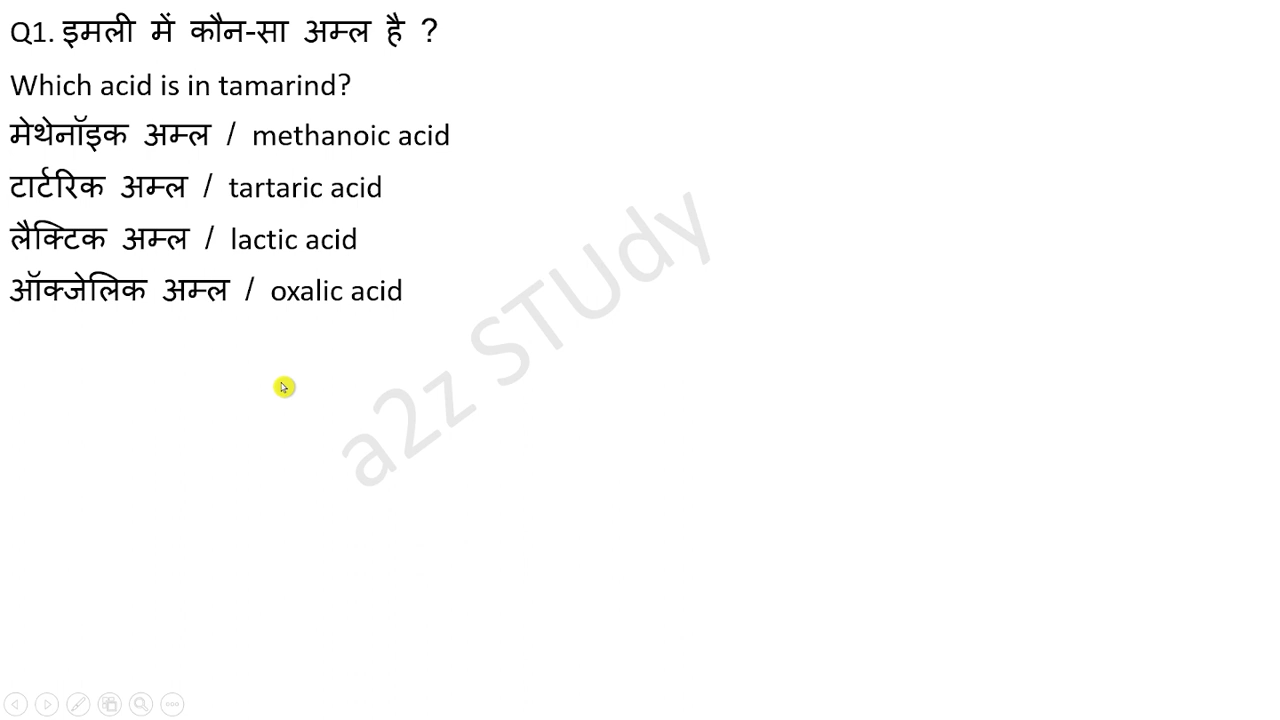 Q1. इमली में कौन-सा अम्ल है ?
Which acid is in tamarind?
मेथेनॉइक अम्ल / methanoic acid
टार्टरिक अम्ल / tartaric acid
लैक्टिक अम्ल / lactic acid
ऑक्जेलिक अम्ल / oxalic acid
a2z STUdy